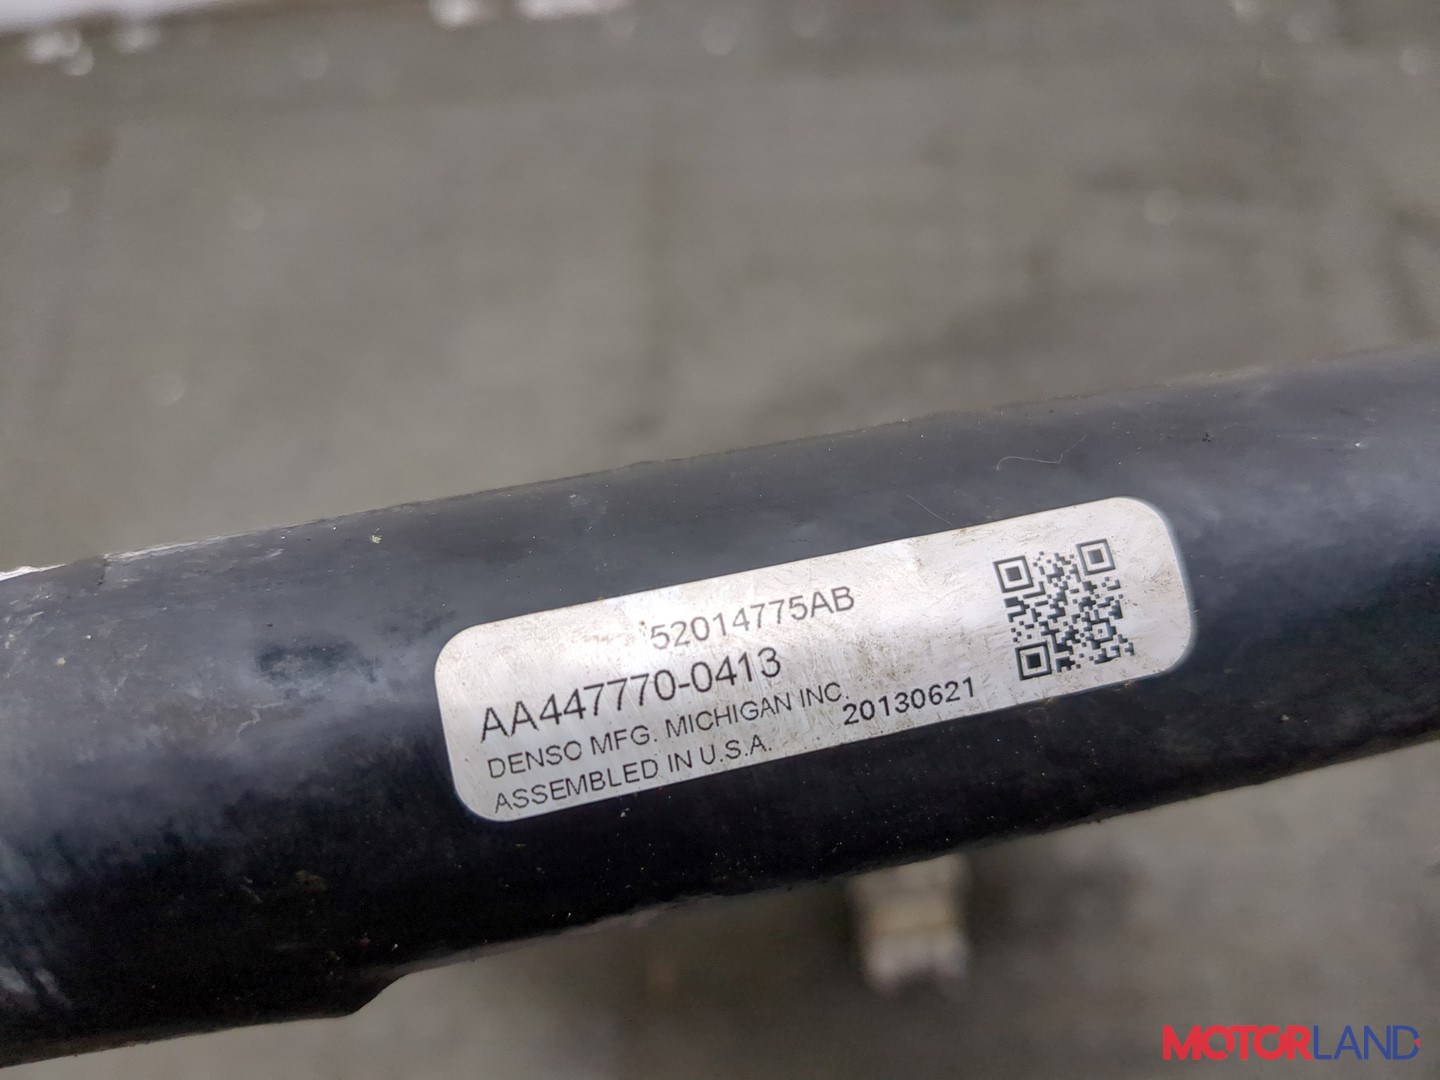 52014775AB
AA447770-0413
DENSO MFG. MICHIGAN INC.
ASSEMBLED IN U.S.A.
20130621
MOTORLAND